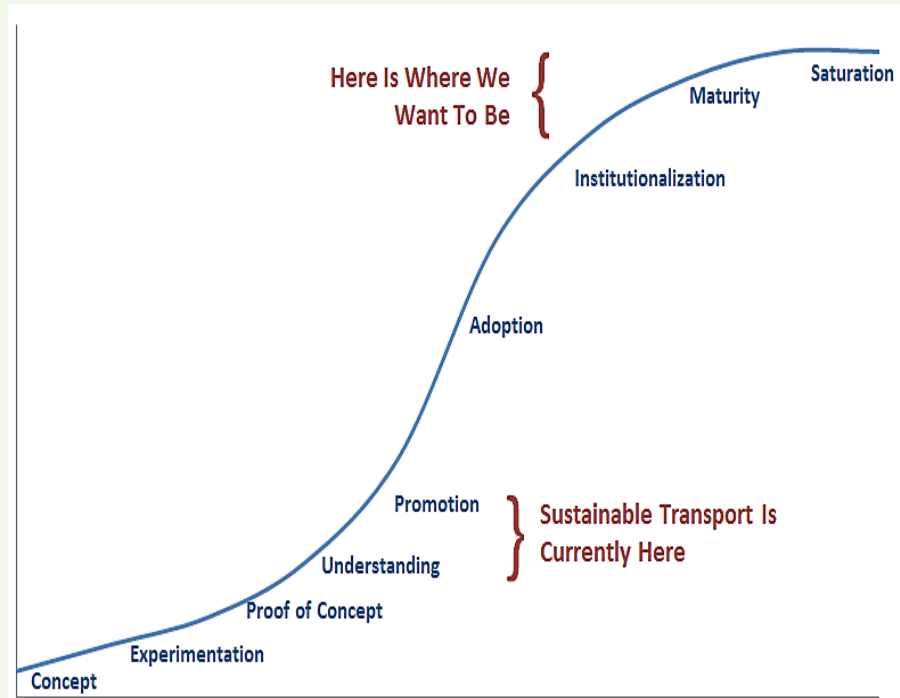 Here Is Where We
Want To Be
Saturation
Maturity
Institutionalization
Adoption
Promotion
Sustainable Transport Is
Currently Here
Understanding
Proof of Concept
Experimentation
Concept